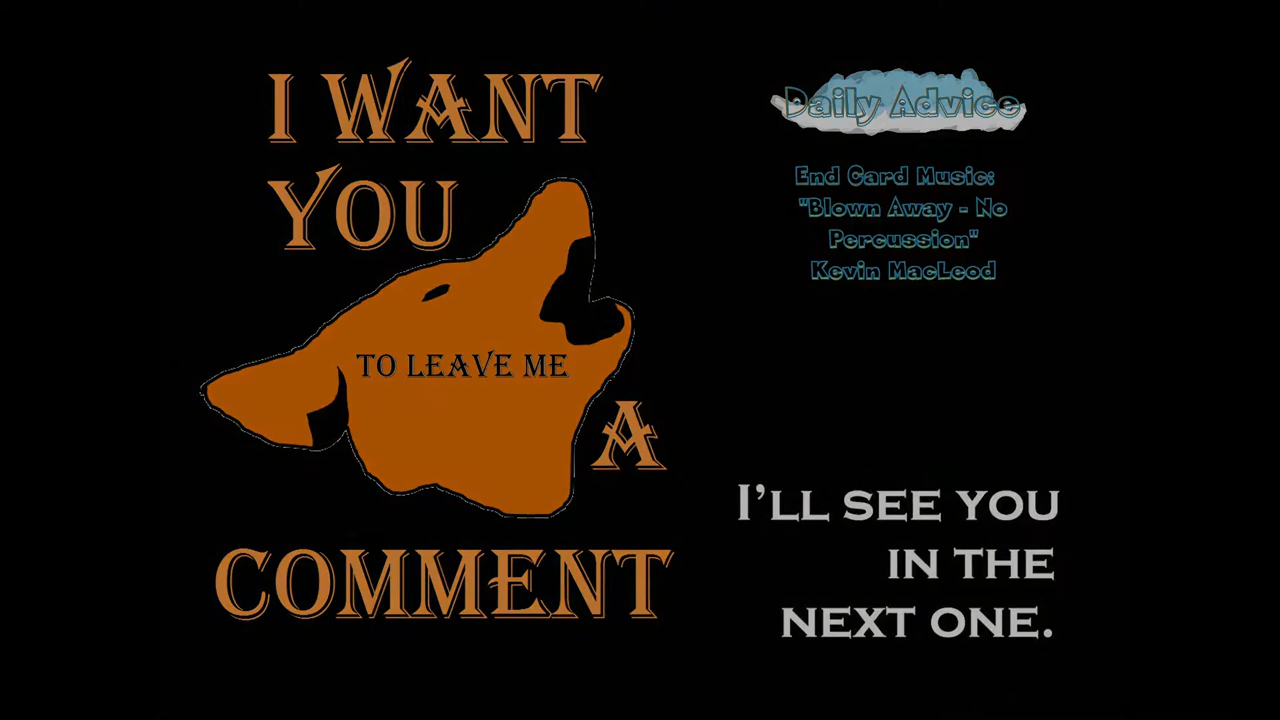 I WANT
YOU
TO LEAVE ME
A
COMMENT
Daily Advice
End Card Music:
"Blown Away - No
Percussion"
Kevin MacLeod
I'LL SEE YOU
IN THE
NEXT ONE.